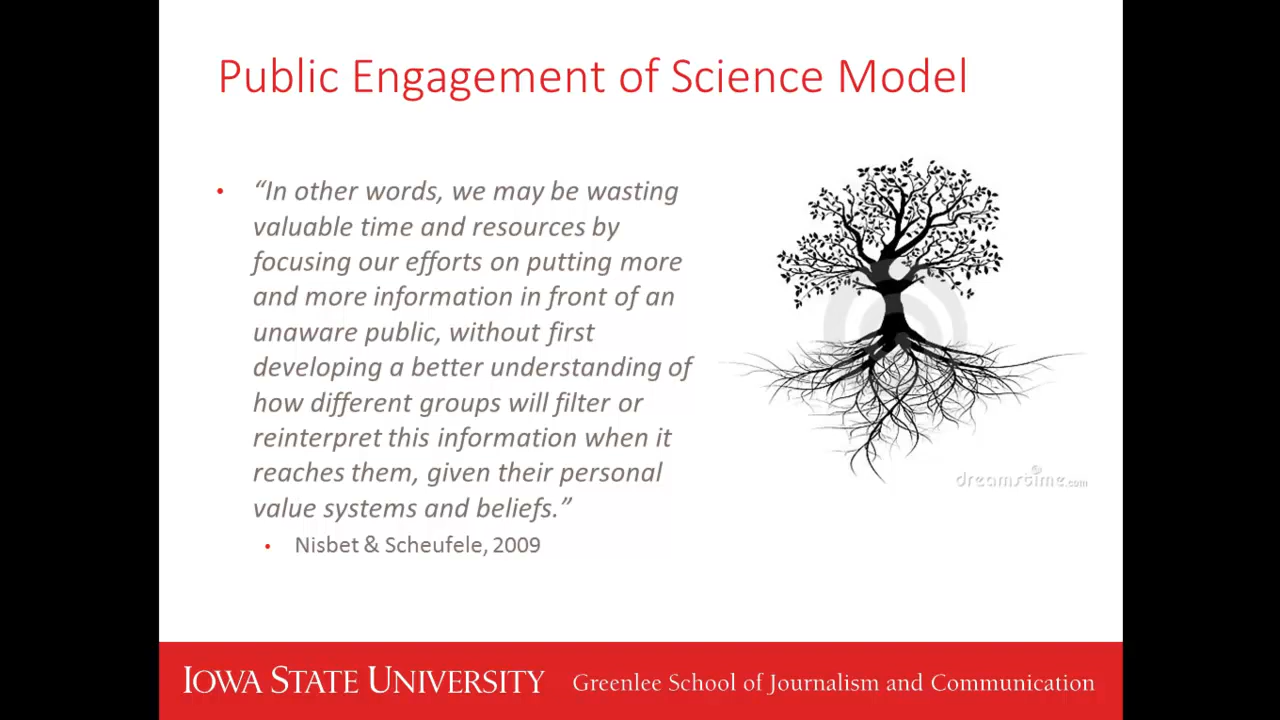 Public Engagement of Science Model
• “In other words, we may be wasting
valuable time and resources by
focusing our efforts on putting more
and more information in front of an
unaware public, without first
developing a better understanding of
how different groups will filter or
reinterpret this information when it
reaches them, given their personal
value systems and beliefs.”
• Nisbet & Scheufele, 2009
dreamstime.com
IOWA STATE UNIVERSITY Greenlee School of Journalism and Communication